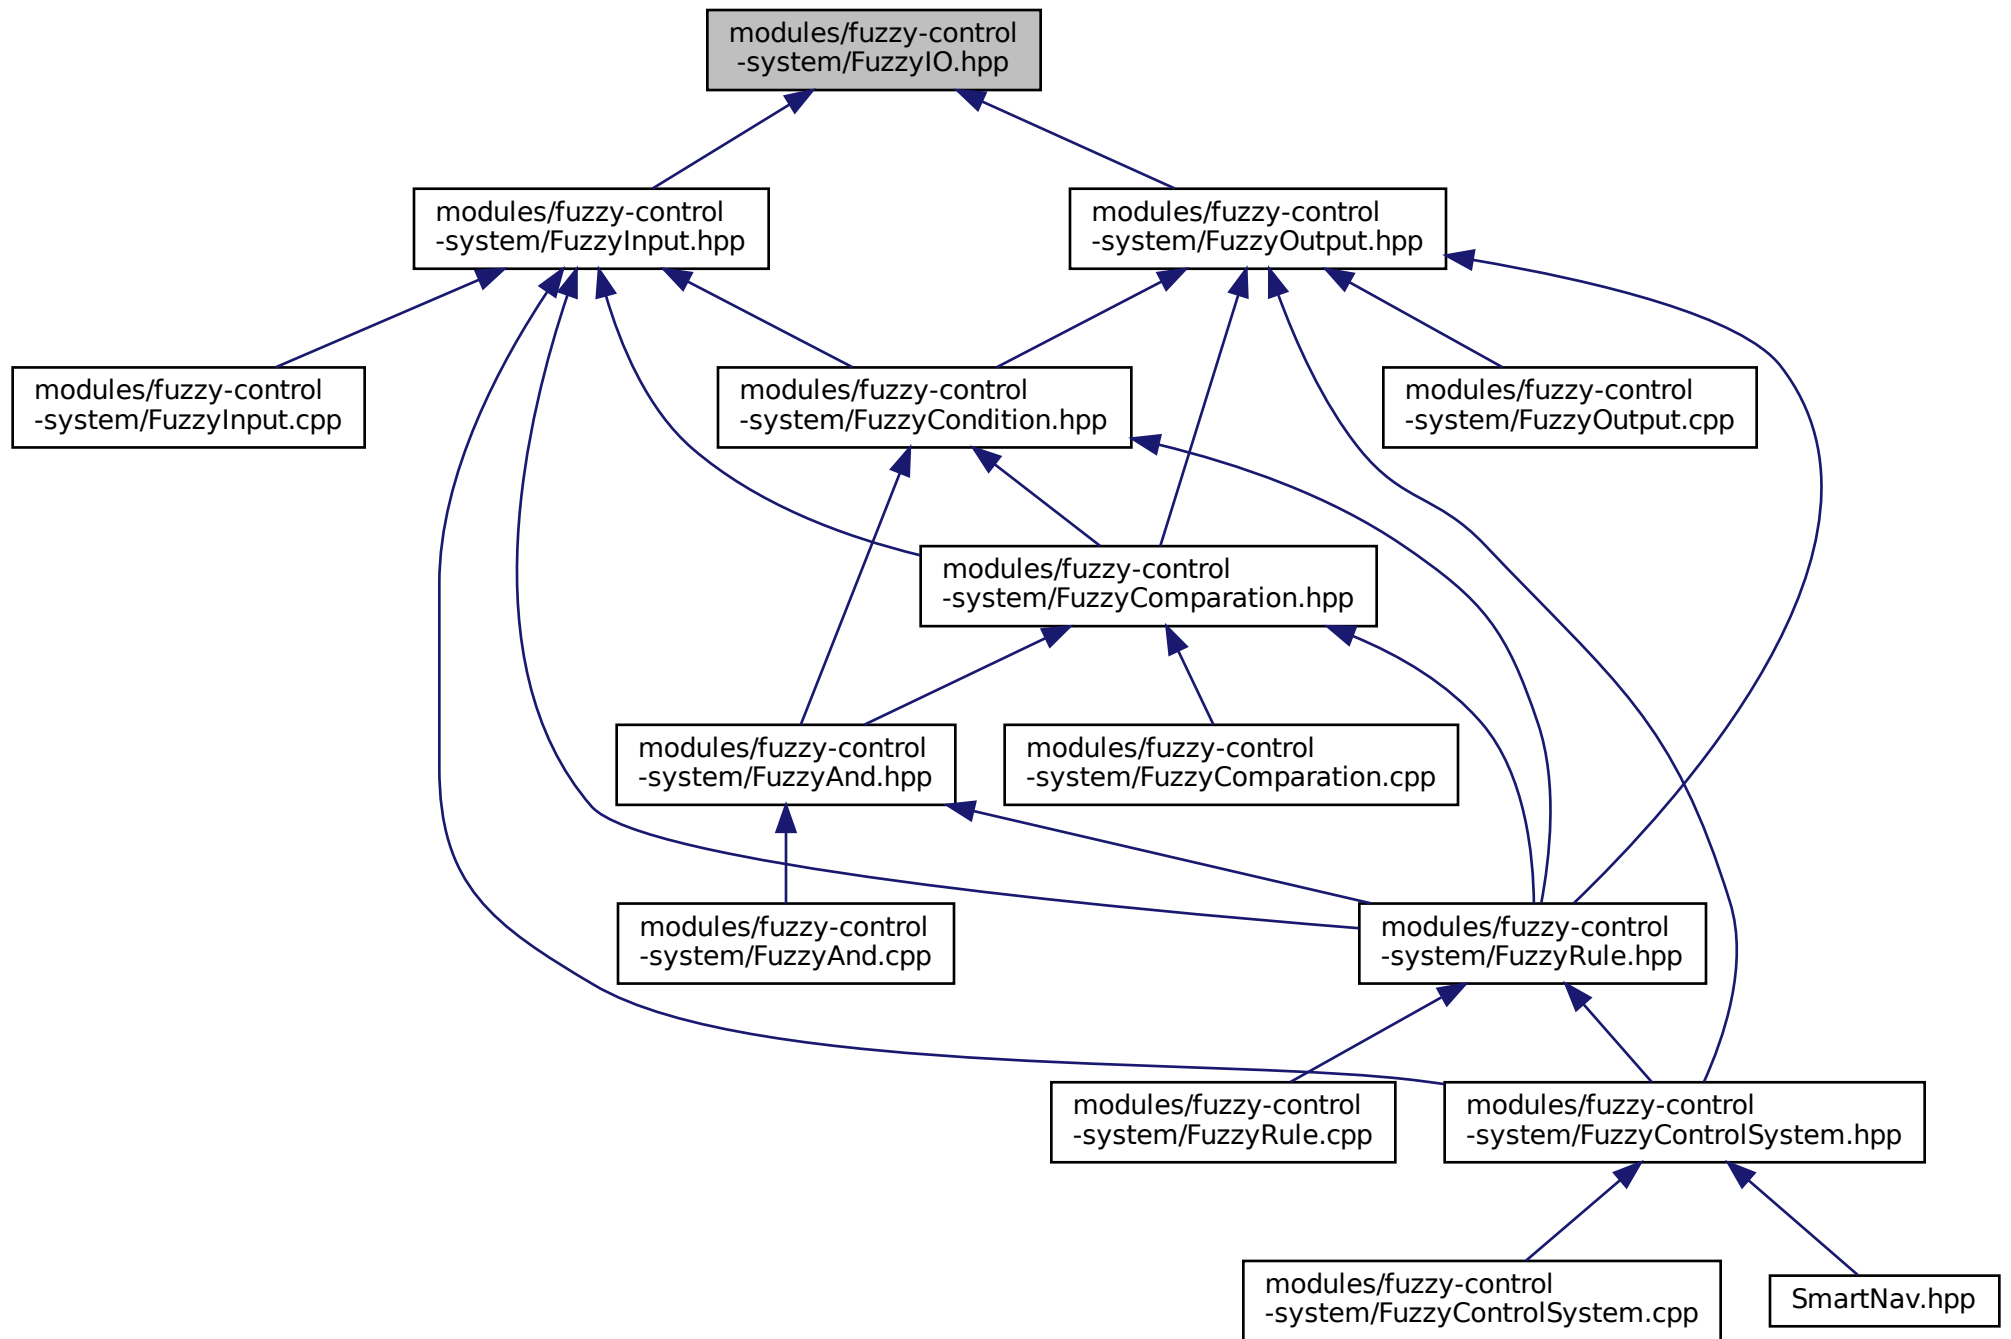 modules/fuzzy-control
-system/FuzzyIO.hpp
modules/fuzzy-control
-system/FuzzyInput.hpp
modules/fuzzy-control
-system/FuzzyOutput.hpp
modules/fuzzy-control
-system/FuzzyInput.cpp
modules/fuzzy-control
-system/FuzzyCondition.hpp
modules/fuzzy-control
-system/FuzzyOutput.cpp
modules/fuzzy-control
-system/FuzzyComparation.hpp
modules/fuzzy-control
-system/FuzzyAnd.hpp
modules/fuzzy-control
-system/FuzzyComparation.cpp
modules/fuzzy-control
-system/FuzzyAnd.cpp
modules/fuzzy-control
-system/FuzzyRule.hpp
modules/fuzzy-control
-system/FuzzyRule.cpp
modules/fuzzy-control
-system/FuzzyControlSystem.hpp
modules/fuzzy-control
-system/FuzzyControlSystem.cpp
SmartNav.hpp